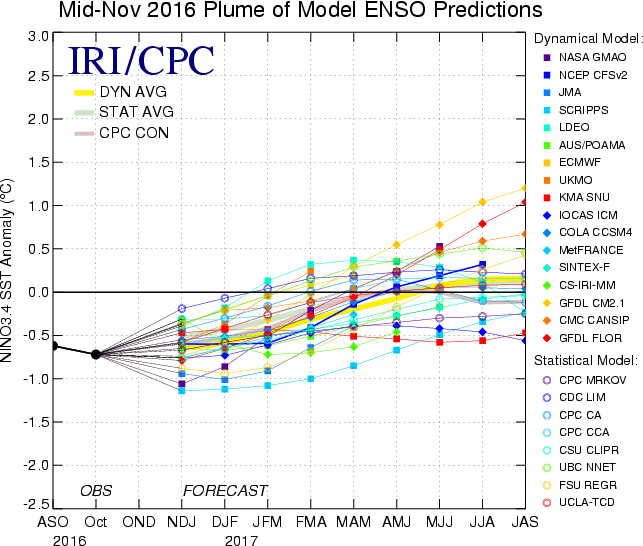 Mid-Nov 2016 Plume of Model ENSO Predictions
3.0
2.5
2.0
1.5
1.0
0.5
0.0
-0.5
-1.0
-1.5
-2.0
-2.5
NINO3.4 SST Anomaly (ºC)
IRI/CPC
DYN AVG
STAT AVG
CPC CON
OBS FORECAST
ASO Oct OND NDJ DJF JFM FMA MAM AMJ MJJ JJA JAS
2016 2017
Dynamical Model:
NASA GMAO
NCEP CFSv2
JMA
SCRIPPS
LDEO
AUS/POAMA
ECMWF
UKMO
KMA SNU
IOCAS ICM
COLA CCSM4
MetFRANCE
SINTEX-F
CS-IRI-MM
GFDL CM2.1
CMC CANSIP
GFDL FLOR
Statistical Model:
CPC MRKOV
CDC LIM
CPC CA
CPC CCA
CSU CLIPR
UBC NNET
FSU REGR
UCLA-TCD